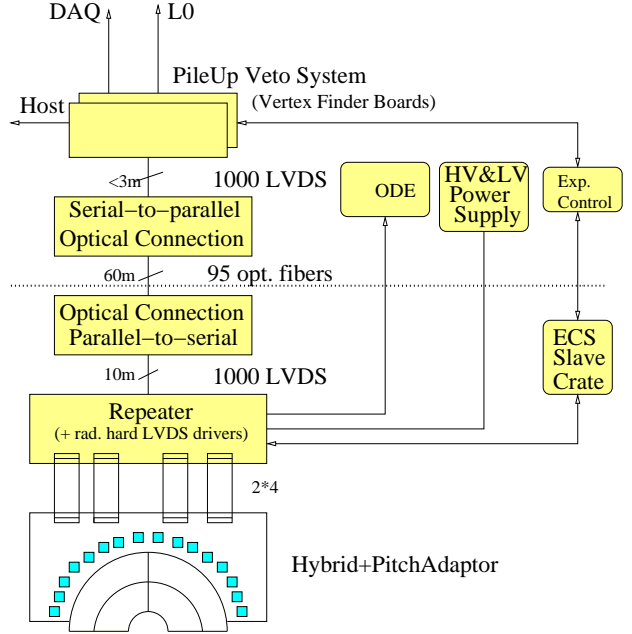 DAQ
L0
PileUp Veto System
(Vertex Finder Boards)
Host
<3m
1000 LVDS
Serial−to−parallel
Optical Connection
ODE
HV&LV
Power
Supply
Exp.
Control
60m
95 opt. fibers
Optical Connection
Parallel−to−serial
10m
1000 LVDS
ECS
Slave
Crate
Repeater
(+ rad. hard LVDS drivers)
2*4
Hybrid+PitchAdaptor